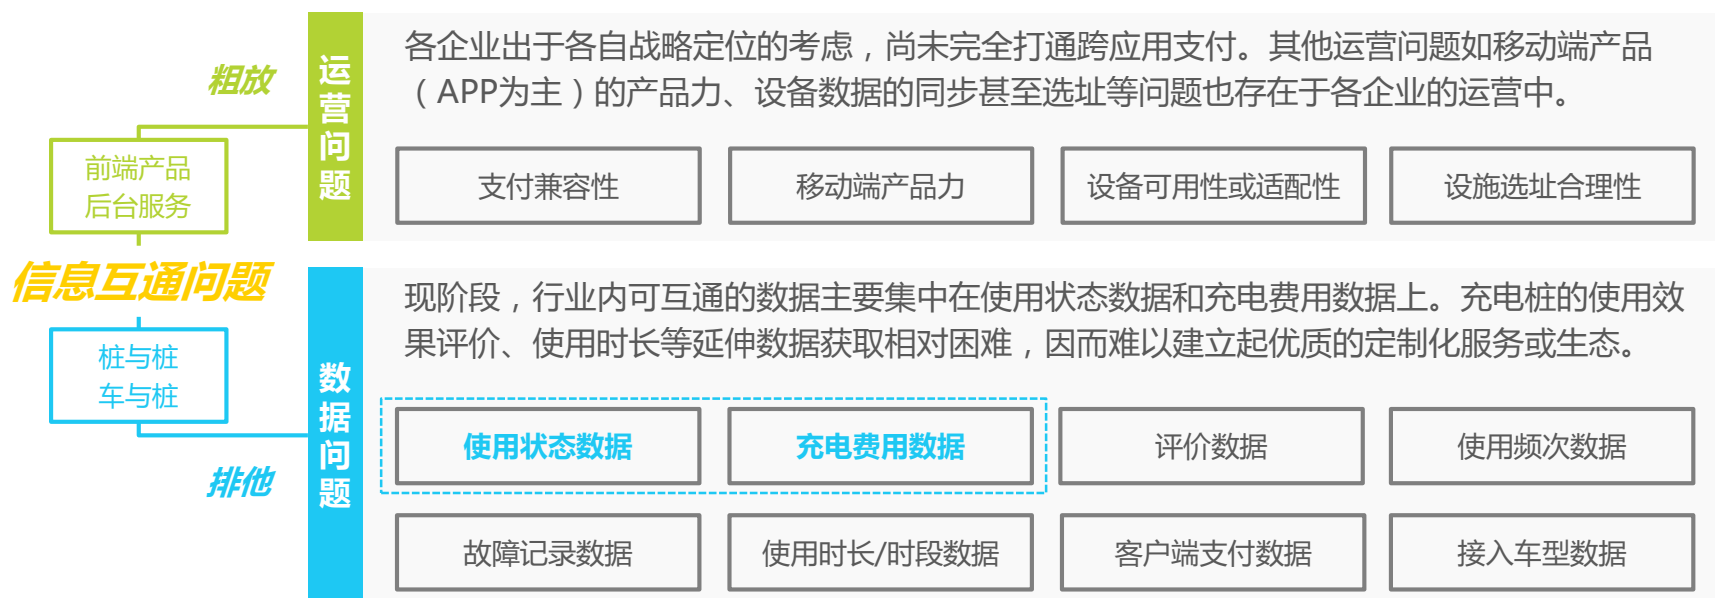 粗放
前端产品
后台服务
信息互通问题
桩与桩
车与桩
排他
运营问题
各企业出于各自战略定位的考虑，尚未完全打通跨应用支付。其他运营问题如移动端产品
（APP为主）的产品力、设备数据的同步甚至选址等问题也存在于各企业的运营中。
支付兼容性 移动端产品力 设备可用性或适配性 设施选址合理性
数据问题
现阶段，行业内可互通的数据主要集中在使用状态数据和充电费用数据上。充电桩的使用效
果评价、使用时长等延伸数据获取相对困难，因而难以建立起优质的定制化服务或生态。
使用状态数据 充电费用数据 评价数据 使用频次数据
故障记录数据 使用时长/时段数据 客户端支付数据 接入车型数据